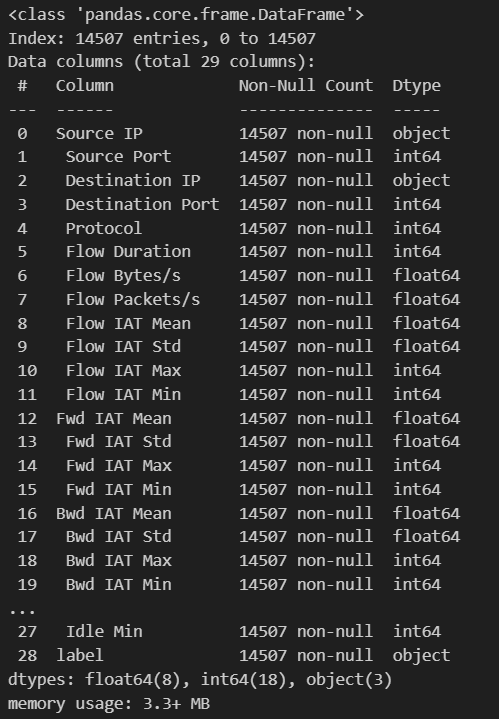 <class 'pandas.core.frame.DataFrame'>
Index: 14507 entries, 0 to 14507
Data columns (total 29 columns):
 #   Column             Non-Null Count  Dtype
---  ------             --------------  -----
 0   Source IP          14507 non-null  object
 1    Source Port       14507 non-null  int64
 2    Destination IP    14507 non-null  object
 3    Destination Port  14507 non-null  int64
 4    Protocol          14507 non-null  int64
 5    Flow Duration     14507 non-null  int64
 6    Flow Bytes/s      14507 non-null  float64
 7    Flow Packets/s    14507 non-null  float64
 8    Flow IAT Mean     14507 non-null  float64
 9    Flow IAT Std      14507 non-null  float64
 10   Flow IAT Max      14507 non-null  int64
 11   Flow IAT Min      14507 non-null  int64
 12  Fwd IAT Mean       14507 non-null  float64
 13   Fwd IAT Std       14507 non-null  float64
 14   Fwd IAT Max       14507 non-null  int64
 15   Fwd IAT Min       14507 non-null  int64
 16  Bwd IAT Mean       14507 non-null  float64
 17   Bwd IAT Std       14507 non-null  float64
 18   Bwd IAT Max       14507 non-null  int64
 19   Bwd IAT Min       14507 non-null  int64
...
 27   Idle Min          14507 non-null  int64
 28  label              14507 non-null  object
dtypes: float64(8), int64(18), object(3)
memory usage: 3.3+ MB